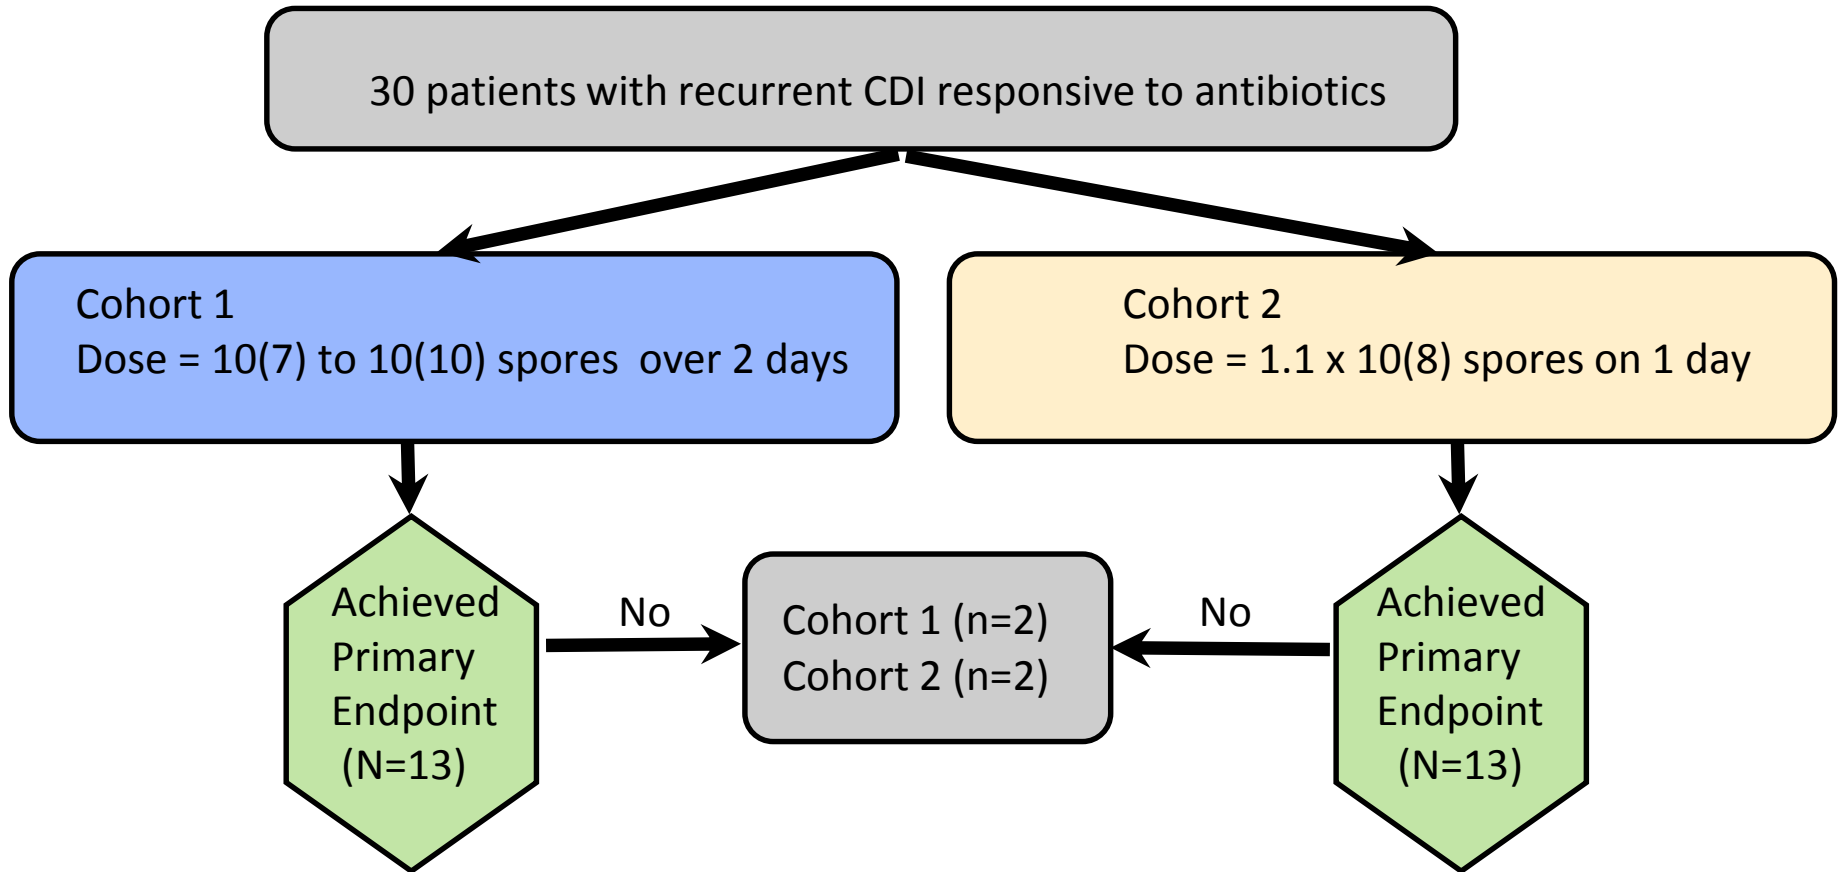 30 patients with recurrent CDI responsive to antibiotics
Cohort 1
Dose = 10(7) to 10(10) spores  over 2 days
Cohort 2
Dose = 1.1 x 10(8) spores on 1 day
Achieved
Primary
Endpoint
(N=13)
No
Cohort 1 (n=2)
Cohort 2 (n=2)
No
Achieved
Primary
Endpoint
(N=13)